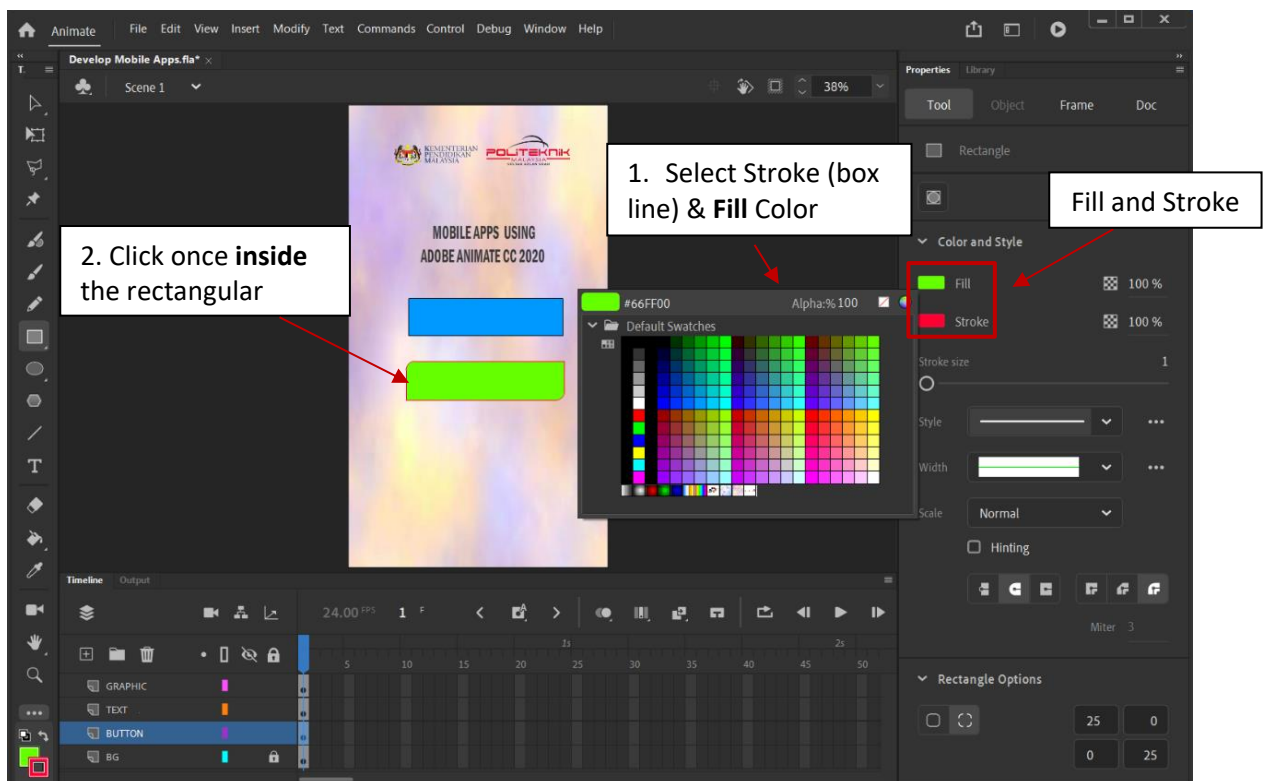 Animate File Edit View Insert Modify Text Commands Control Debug Window Help
Develop Mobile Apps.fla* ×
Scene 1
38%
Properties Library
Tool Object Frame Doc
Rectangle
KEMENTERIAN
PENDIDIKAN
MALAYSIA
POLITEKNIK
MALAYSIA
1. Select Stroke (box
line) & Fill Color
Fill and Stroke
MOBILE APPS USING
ADOBE ANIMATE CC 2020
2. Click once inside
the rectangular
Color and Style
Fill 100 %
Stroke 100 %
#66FF00 Alpha:% 100
Default Swatches
Stroke size 1
Style
Width
Scale Normal
Hinting
Miter 3
Timeline Output
24.00 FPS 1 F
1s 2s
5 10 15 20 25 30 35 40 45 50
GRAPHIC
TEXT
BUTTON
BG
Rectangle Options
25 0
0 25
T